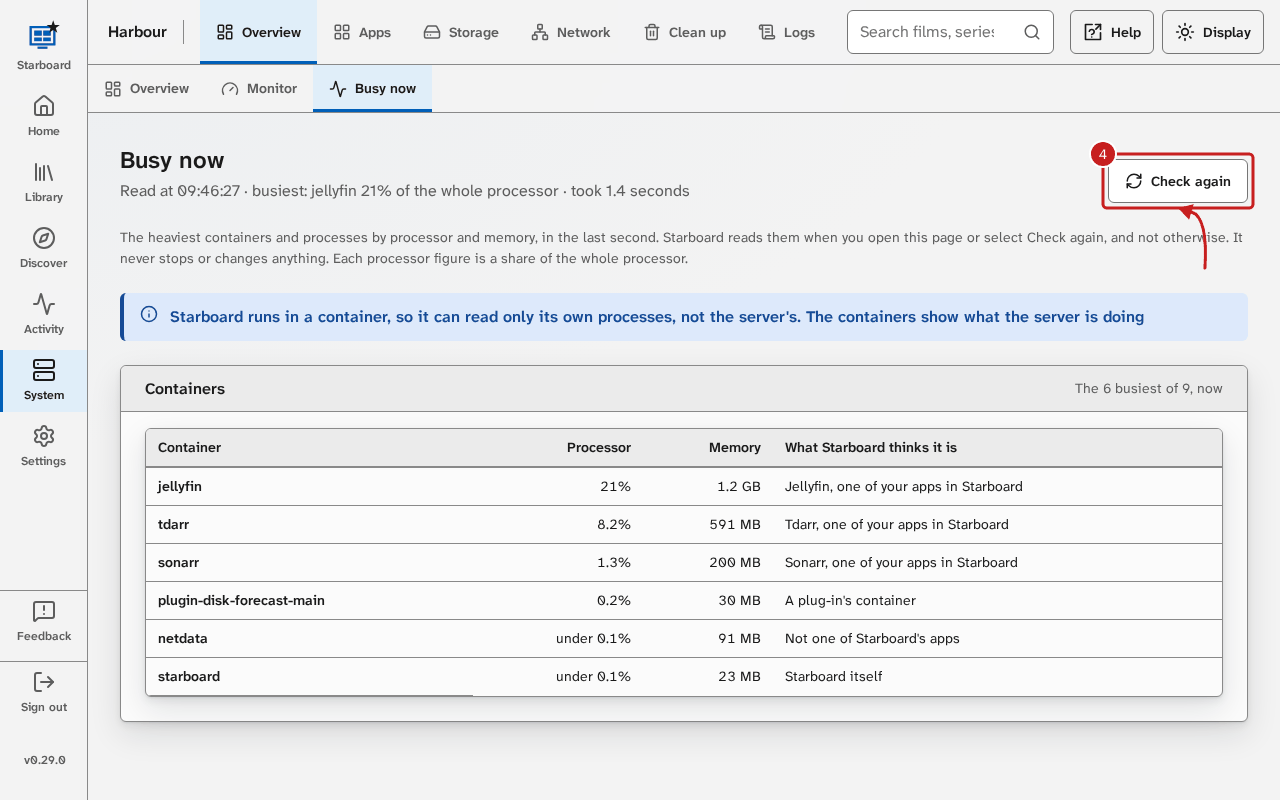 Starboard
Home
Library
Discover
Activity
System
Settings
Feedback
Sign out
v0.29.0
Harbour
Overview
Apps
Storage
Network
Clean up
Logs
Search films, series
Help
Display
Overview
Monitor
Busy now
Busy now
Read at 09:46:27 · busiest: jellyfin 21% of the whole processor · took 1.4 seconds
4
Check again
The heaviest containers and processes by processor and memory, in the last second. Starboard reads them when you open this page or select Check again, and not otherwise. It
never stops or changes anything. Each processor figure is a share of the whole processor.
Starboard runs in a container, so it can read only its own processes, not the server's. The containers show what the server is doing
Containers
The 6 busiest of 9, now
Container Processor Memory What Starboard thinks it is
jellyfin 21% 1.2 GB Jellyfin, one of your apps in Starboard
tdarr 8.2% 591 MB Tdarr, one of your apps in Starboard
sonarr 1.3% 200 MB Sonarr, one of your apps in Starboard
plugin-disk-forecast-main 0.2% 30 MB A plug-in's container
netdata under 0.1% 91 MB Not one of Starboard's apps
starboard under 0.1% 23 MB Starboard itself